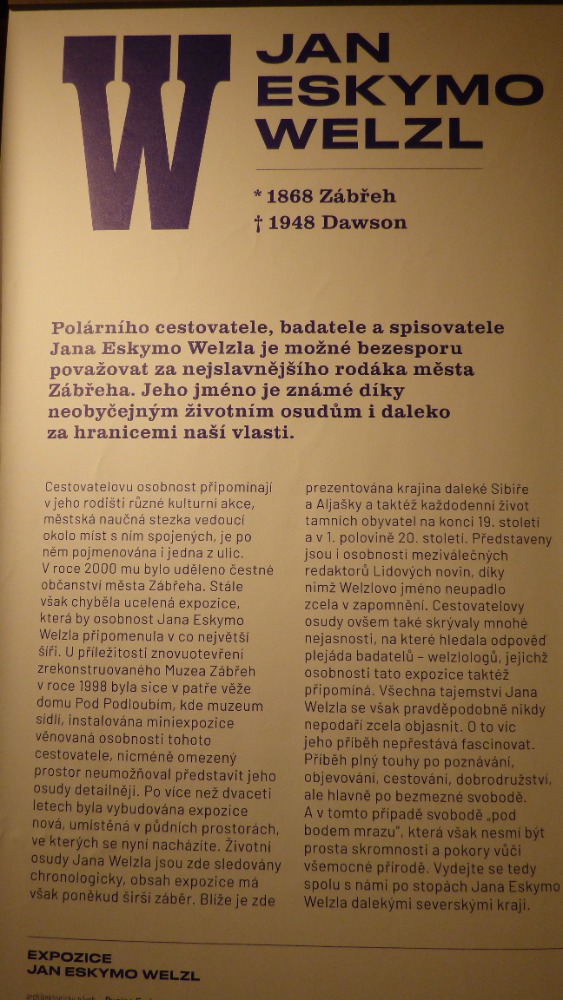 W
JAN
ESKYMO
WELZL
* 1868 Zábřeh
† 1948 Dawson
Polárního cestovatele, badatele a spisovatele
Jana Eskymo Welzla je možné bezesporu
považovat za nejslavnějšího rodáka města
Zábřeha. Jeho jméno je známé díky
neobyčejným životním osudům i daleko
za hranicemi naší vlasti.
Cestovatelovu osobnost připomínají
v jeho rodišti různé kulturní akce,
městská naučná stezka vedoucí
okolo míst s ním spojených, je po
něm pojmenována i jedna z ulic.
V roce 2000 mu bylo uděleno čestné
občanství města Zábřeha. Stále
však chyběla ucelená expozice,
která by osobnost Jana Eskymo
Welzla připomenula v co největší
šíři. U příležitosti znovuotevření
zrekonstruovaného Muzea Zábřeh
v roce 1998 byla sice v patře věže
domu Pod Podloubím, kde muzeum
sídlí, instalována miniexpozice
věnovaná osobnosti tohoto
cestovatele, nicméně omezený
prostor neumožňoval představit jeho
osudy detailněji. Po více než dvaceti
letech byla vybudována expozice
nová, umístěná v půdních prostorách,
ve kterých se nyní nacházíte. Životní
osudy Jana Welzla jsou zde sledovány
chronologicky, obsah expozice má
však poněkud širší záběr. Blíže je zde
prezentována krajina daleké Sibiře
a Aljašky a taktéž každodenní život
tamních obyvatel na konci 19. století
a v 1. polovině 20. století. Představeny
jsou i osobnosti meziválečných
redaktorů Lidových novin, díky
nimž Welzlovo jméno neupadlo
zcela v zapomnění. Cestovatelovy
osudy ovšem také skrývaly mnohé
nejasnosti, na které hledala odpověď
plejáda badatelů – welzlologů, jejichž
osobnosti tato expozice taktéž
připomíná. Všechna tajemství Jana
Welzla se však pravděpodobně nikdy
nepodaří zcela objasnit. O to víc
jeho příběh nepřestává fascinovat.
Příběh plný touhy po poznávání,
objevování, cestování, dobrodružství,
ale hlavně po bezmezné svobodě.
A v tomto případě svobodě „pod
bodem mrazu“, která však nesmí být
prosta skromnosti a pokory vůči
všemocné přírodě. Vydejte se tedy
spolu s námi po stopách Jana Eskymo
Welzla dalekými severskými kraji.
EXPOZICE
JAN ESKYMO WELZL